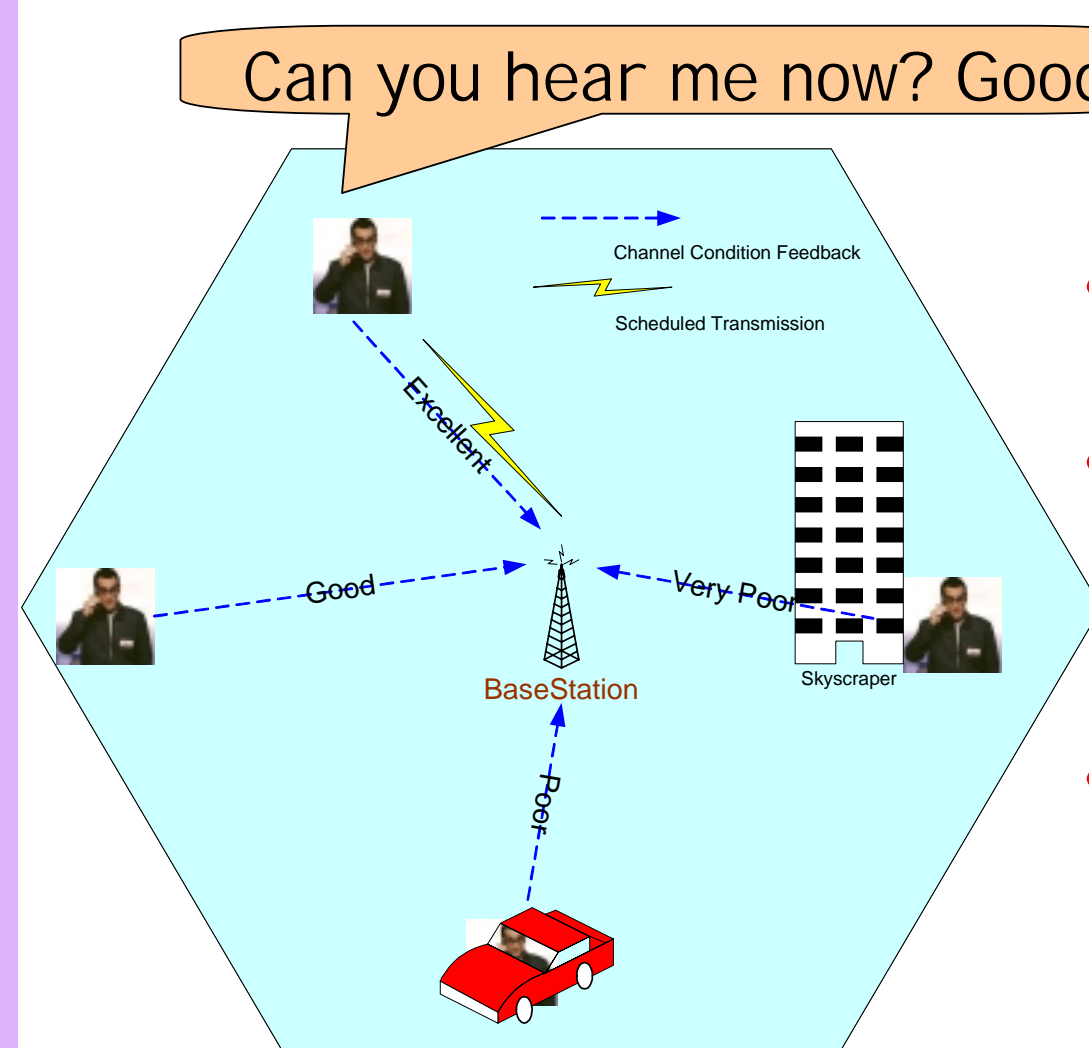 Can you hear me now? Good
Channel Condition Feedback
Scheduled Transmission
Excellent
Good
Very Poor
Skyscraper
BaseStation
Poor